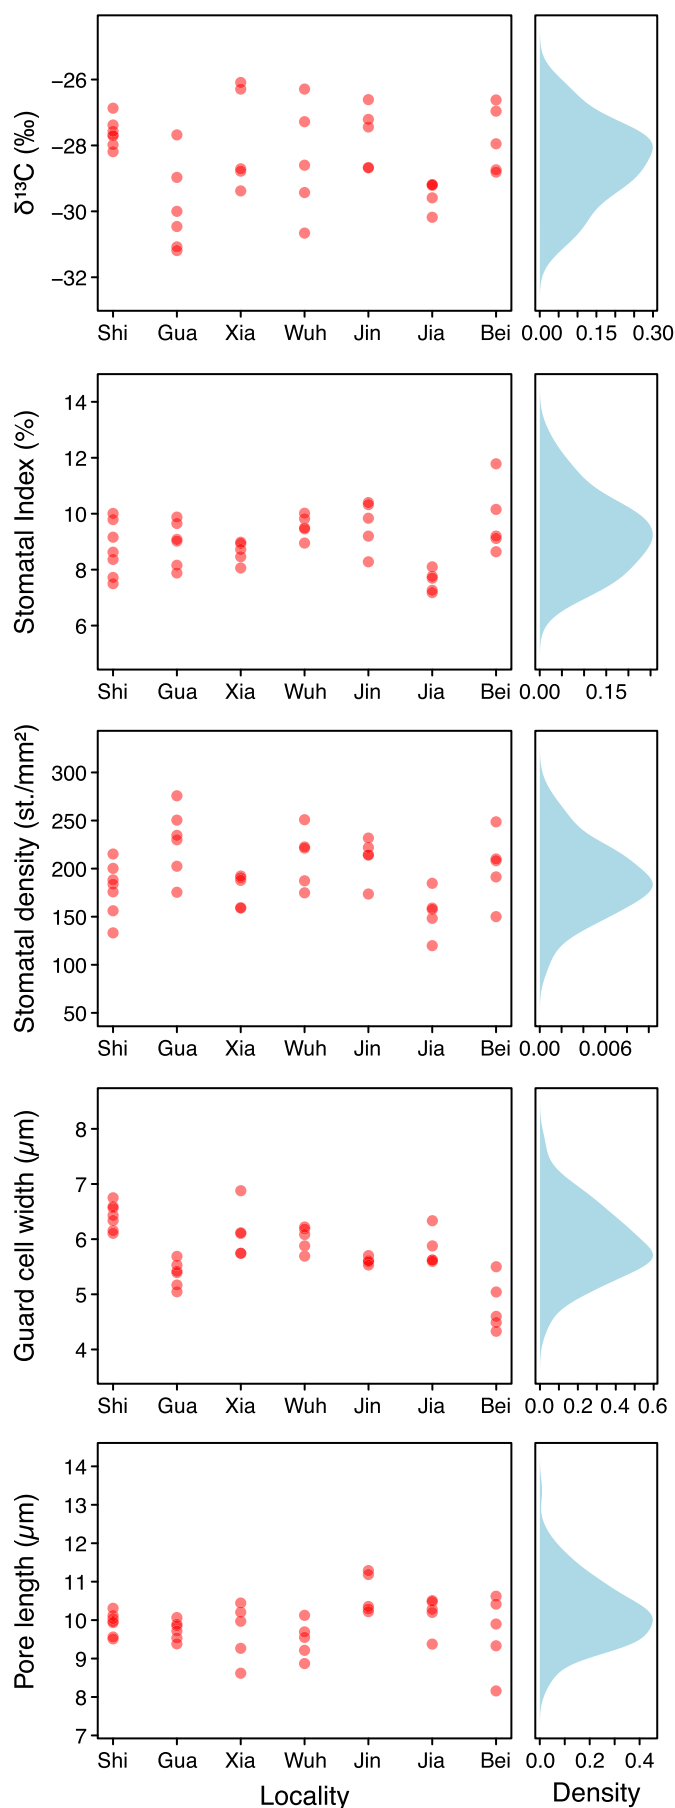 δ¹³C (‰)
−26
−28
−30
−32
Shi Gua Xia Wuh Jin Jia Bei
0.00 0.15 0.30
Stomatal Index (%)
14
12
10
8
6
Shi Gua Xia Wuh Jin Jia Bei
0.00 0.15
Stomatal density (st./mm²)
300
250
200
150
100
50
Shi Gua Xia Wuh Jin Jia Bei
0.00 0.006
Guard cell width (µm)
8
7
6
5
4
Shi Gua Xia Wuh Jin Jia Bei
0.0 0.2 0.4 0.6
Pore length (µm)
14
13
12
11
10
9
8
7
Shi Gua Xia Wuh Jin Jia Bei
0.0 0.2 0.4
Locality
Density